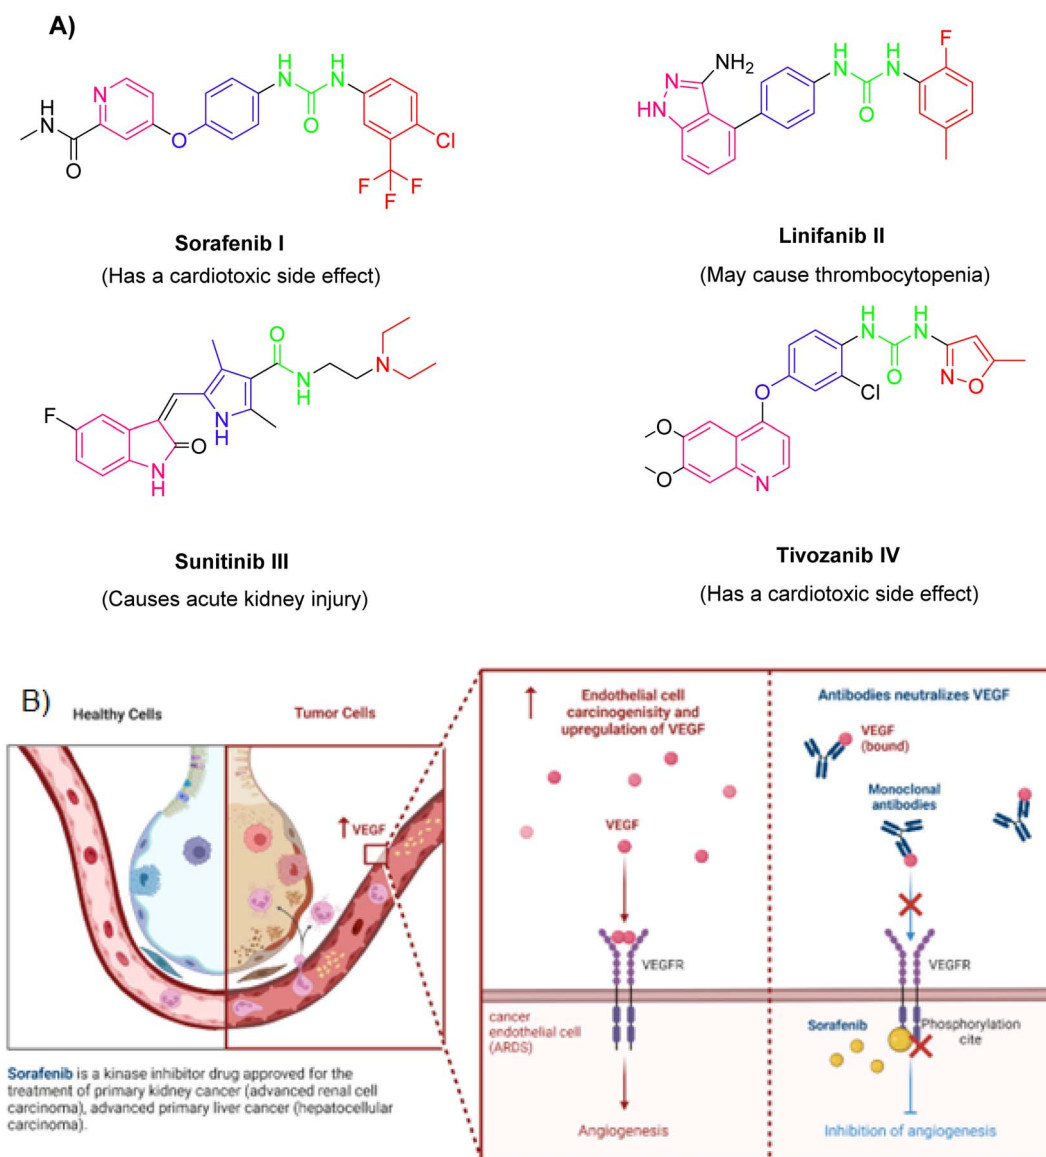 A)
H
N
O
N
O
H
N
O
H
N
Cl
F
F
F
Sorafenib I
(Has a cardiotoxic side effect)
NH2
N
HN
H
N
O
H
N
F
Linifanib II
(May cause thrombocytopenia)
F
O
N
H
N
H
O
N
H
N
Sunitinib III
(Causes acute kidney injury)
H
N
O
H
N
N
O
Cl
O
O
O
N
Tivozanib IV
(Has a cardiotoxic side effect)
B)
Healthy Cells
Tumor Cells
↑ VEGF
Sorafenib is a kinase inhibitor drug approved for the
treatment of primary kidney cancer (advanced renal cell
carcinoma), advanced primary liver cancer (hepatocellular
carcinoma).
↑ Endothelial cell
carcinogenisity and
upregulation of VEGF
VEGF
VEGFR
cancer
endothelial cell
(ARDS)
Angiogenesis
Antibodies neutralizes VEGF
VEGF
(bound)
Monoclonal
antibodies
VEGFR
Sorafenib
Phosphorylation
cite
Inhibition of angiogenesis